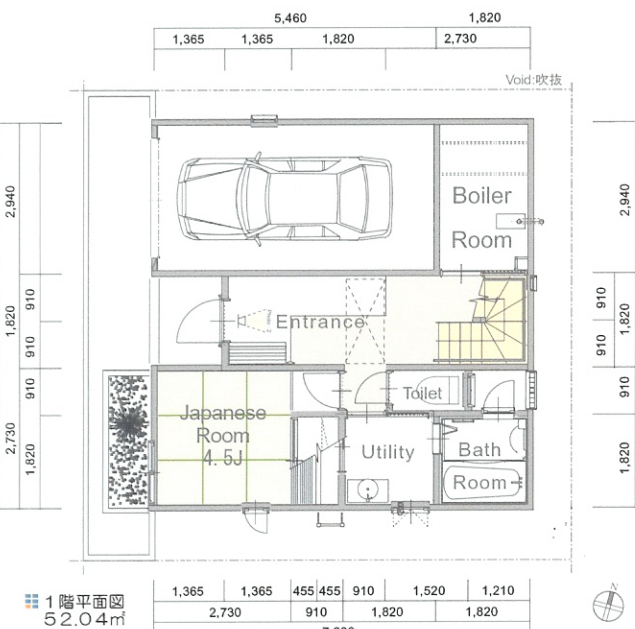 5,460
1,820
1,365
1,365
1,820
2,730
Void:吹抜
2,940
2,940
Boiler
Room
910
1,820
910
Entrance
910
1,820
910
910
2,730
1,820
Japanese
Room
4.5J
Toilet
Utility
Bath
Room
910
1,820
1階平面図
52.04㎡
1,365
1,365
455
455
910
1,520
1,210
2,730
910
1,820
1,820
N